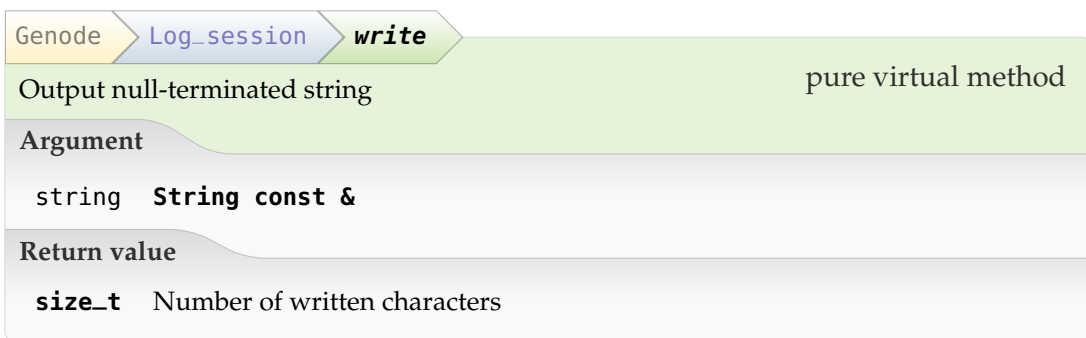 Genode Log_session write
pure virtual method
Output null-terminated string
Argument
string String const &
Return value
size_t Number of written characters